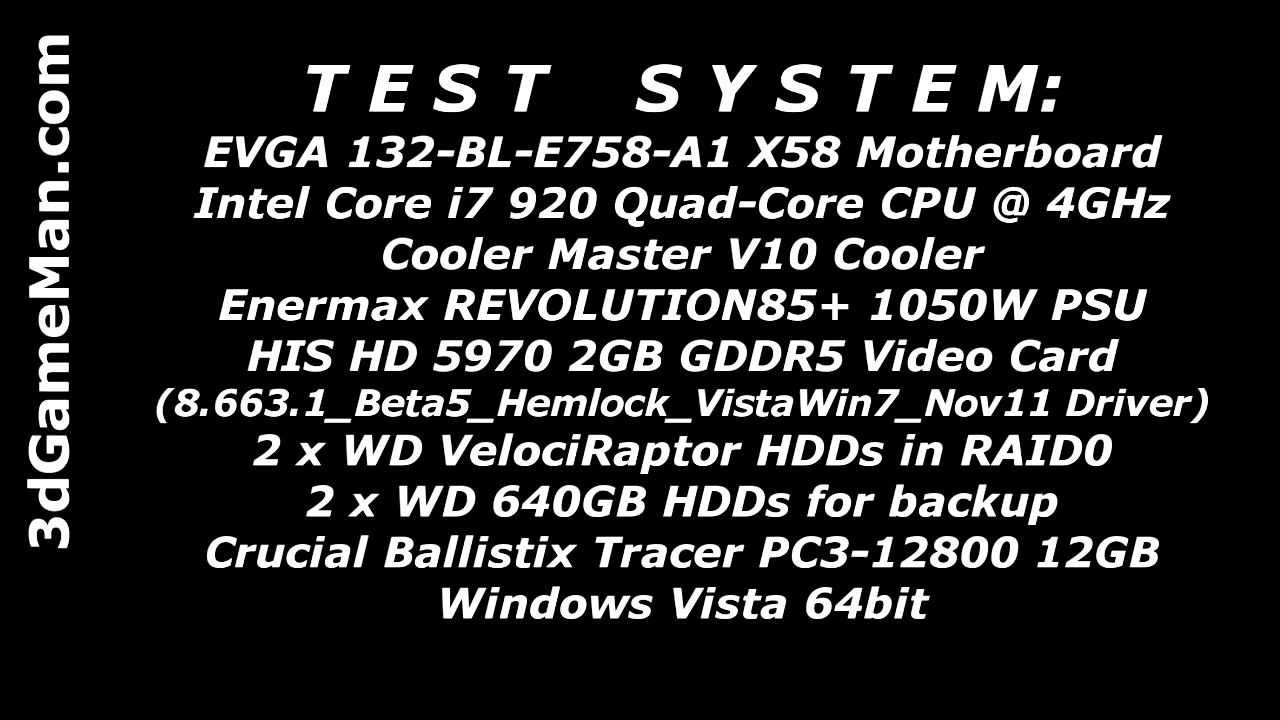 3dGameMan.com
T E S T  S Y S T E M:
EVGA 132-BL-E758-A1 X58 Motherboard
Intel Core i7 920 Quad-Core CPU @ 4GHz
Cooler Master V10 Cooler
Enermax REVOLUTION85+ 1050W PSU
HIS HD 5970 2GB GDDR5 Video Card
(8.663.1_Beta5_Hemlock_VistaWin7_Nov11 Driver)
2 x WD VelociRaptor HDDs in RAID0
2 x WD 640GB HDDs for backup
Crucial Ballistix Tracer PC3-12800 12GB
Windows Vista 64bit